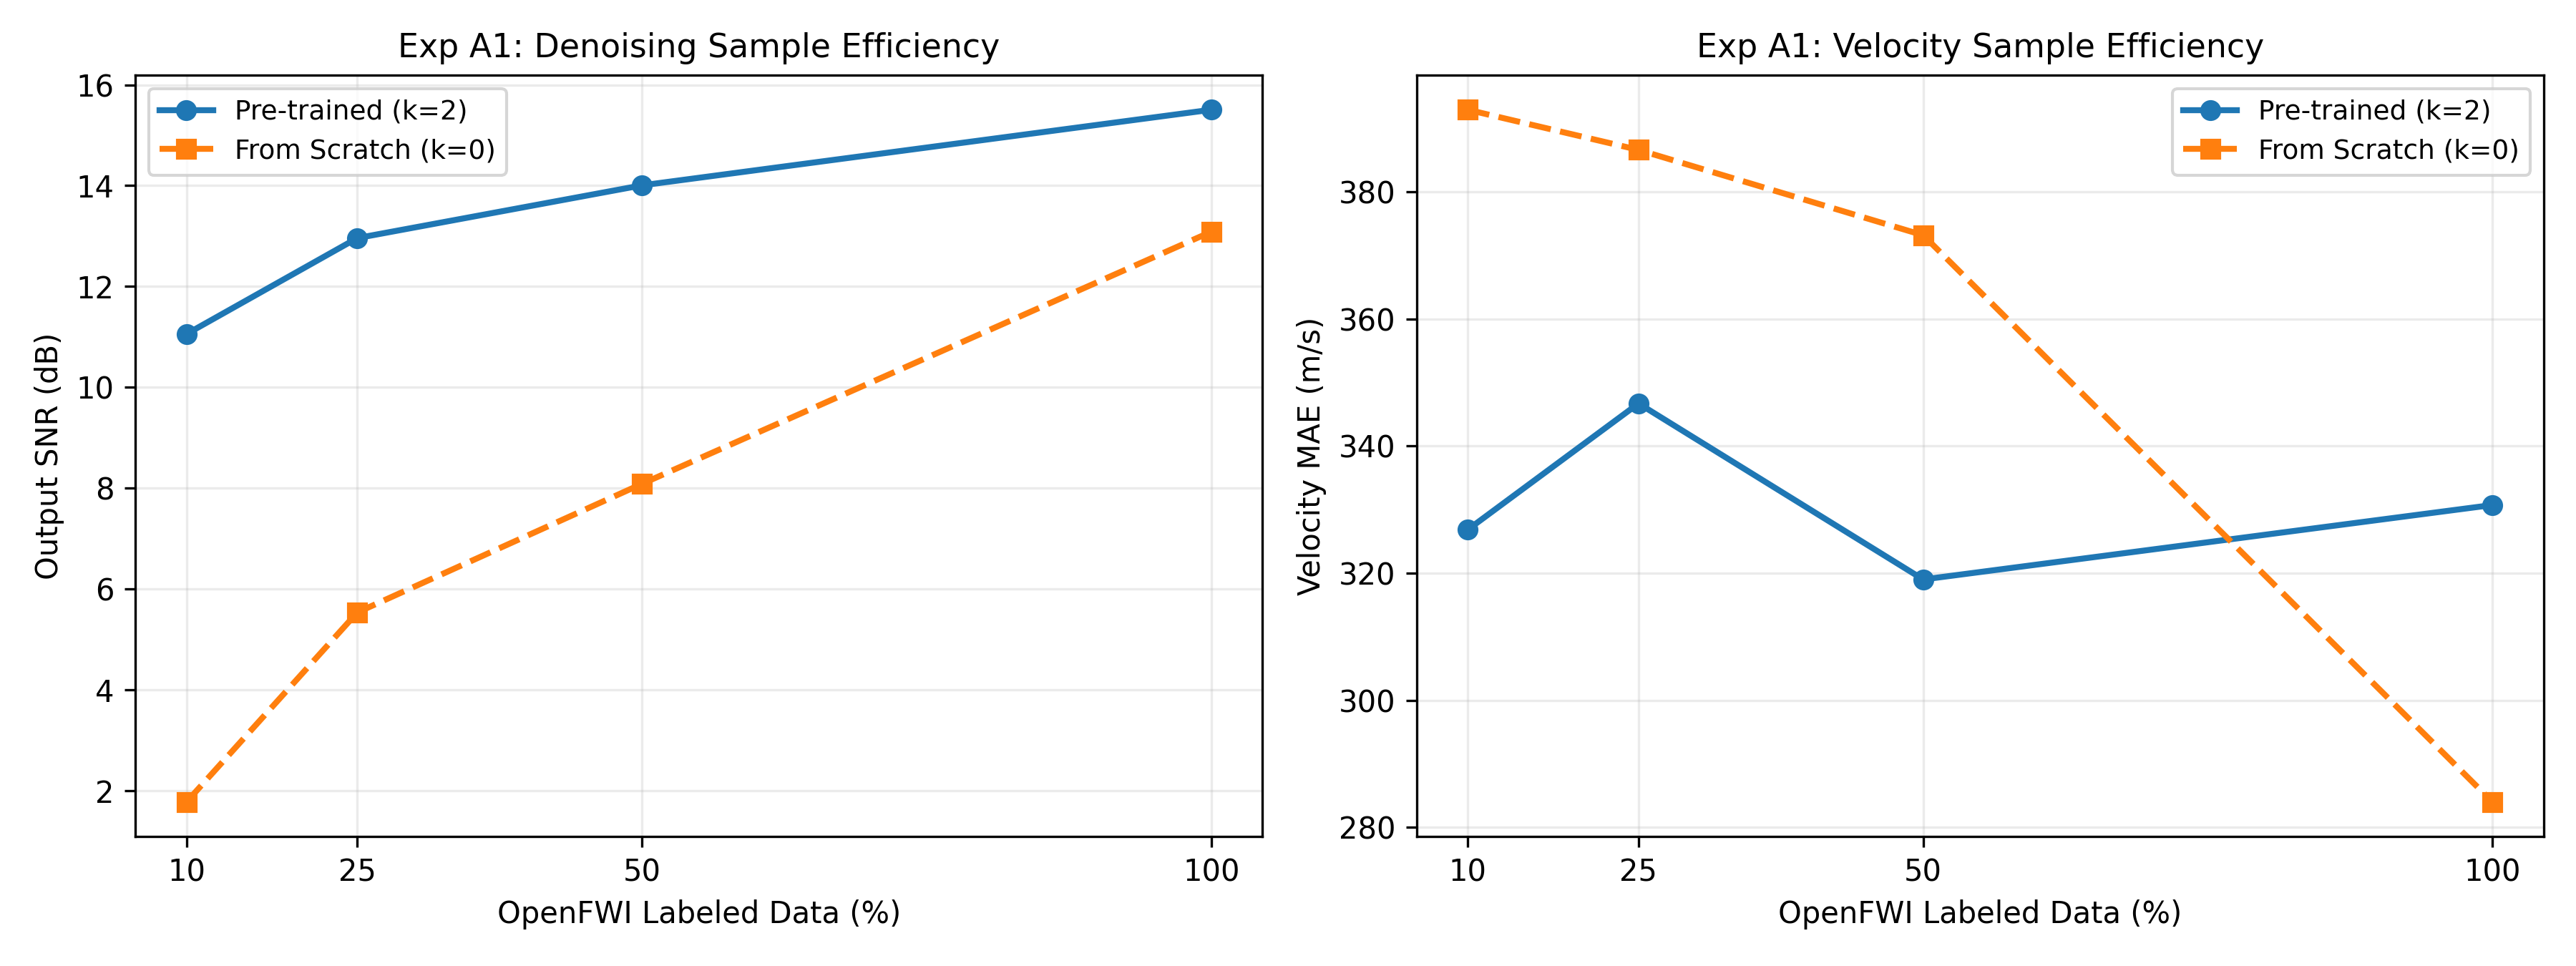 Exp A1: Denoising Sample Efficiency
Output SNR (dB)
16
14
12
10
8
6
4
2
Pre-trained (k=2)
From Scratch (k=0)
10 25 50 100
OpenFWI Labeled Data (%)
Exp A1: Velocity Sample Efficiency
Velocity MAE (m/s)
380
360
340
320
300
280
Pre-trained (k=2)
From Scratch (k=0)
10 25 50 100
OpenFWI Labeled Data (%)